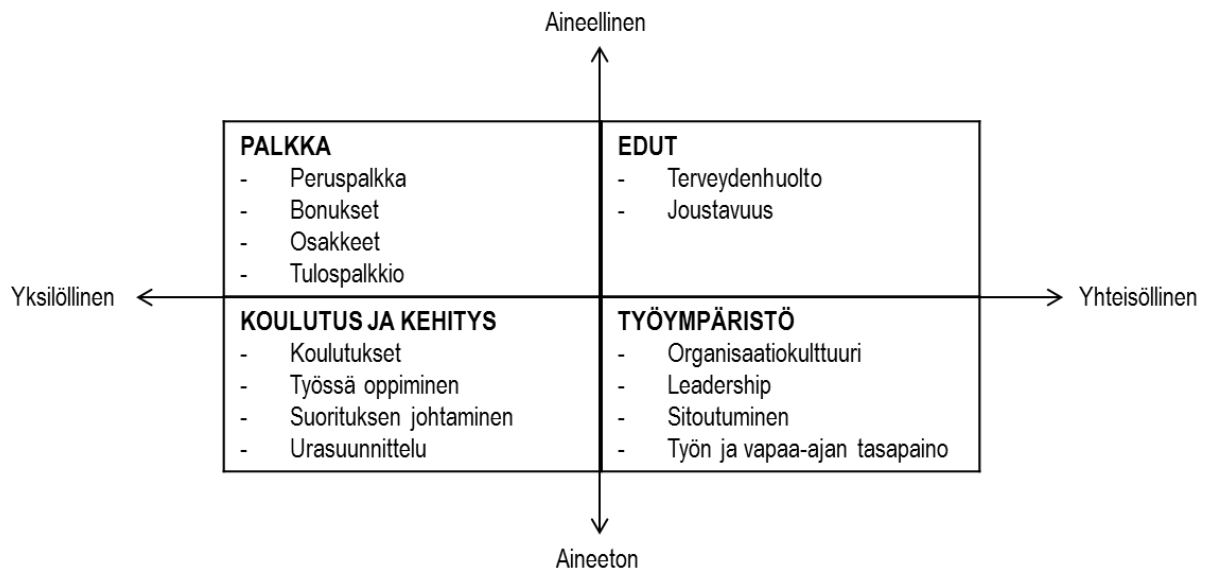 Aineellinen
PALKKA
- Peruspalkka
- Bonukset
- Osakkeet
- Tulospalkkio
EDUT
- Terveydenhuolto
- Joustavuus
Yksilöllinen
Yhteisöllinen
KOULUTUS JA KEHITYS
- Koulutukset
- Työssä oppiminen
- Suorituksen johtaminen
- Urasuunnittelu
TYÖYMPÄRISTÖ
- Organisaatiokulttuuri
- Leadership
- Sitoutuminen
- Työn ja vapaa-ajan tasapaino
Aineeton